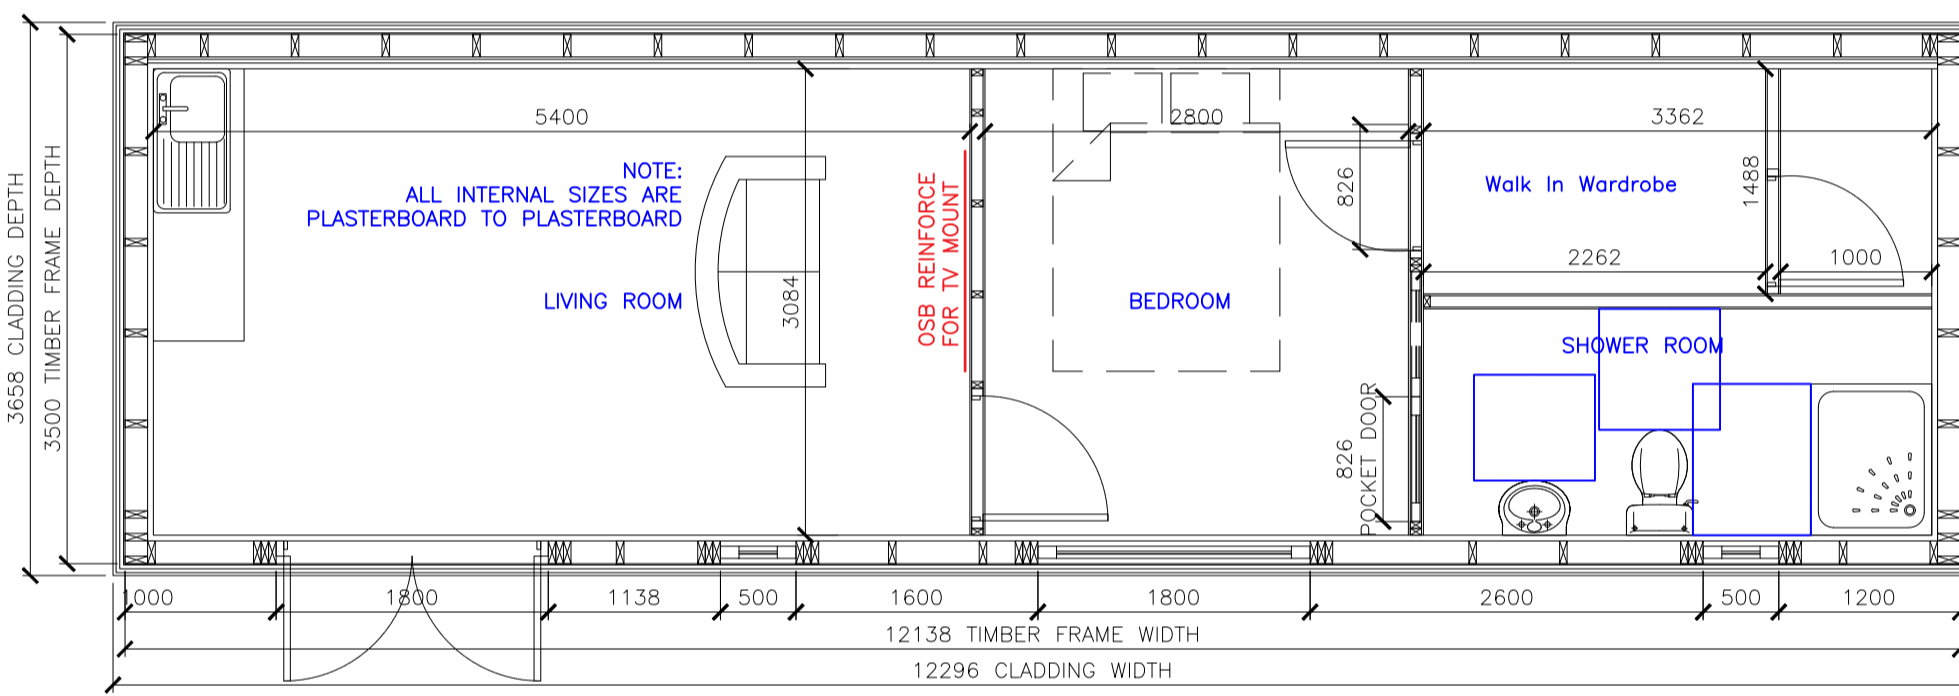 3658 CLADDING DEPTH
3500 TIMBER FRAME DEPTH
5400
NOTE:
ALL INTERNAL SIZES ARE
PLASTERBOARD TO PLASTERBOARD
LIVING ROOM
3084
OSB REINFORCE
FOR TV MOUNT
2800
BEDROOM
826
826
POCKET DOOR
3362
Walk In Wardrobe
1488
2262
1000
SHOWER ROOM
1000
1800
1138
500
1600
1800
2600
500
1200
12138 TIMBER FRAME WIDTH
12296 CLADDING WIDTH